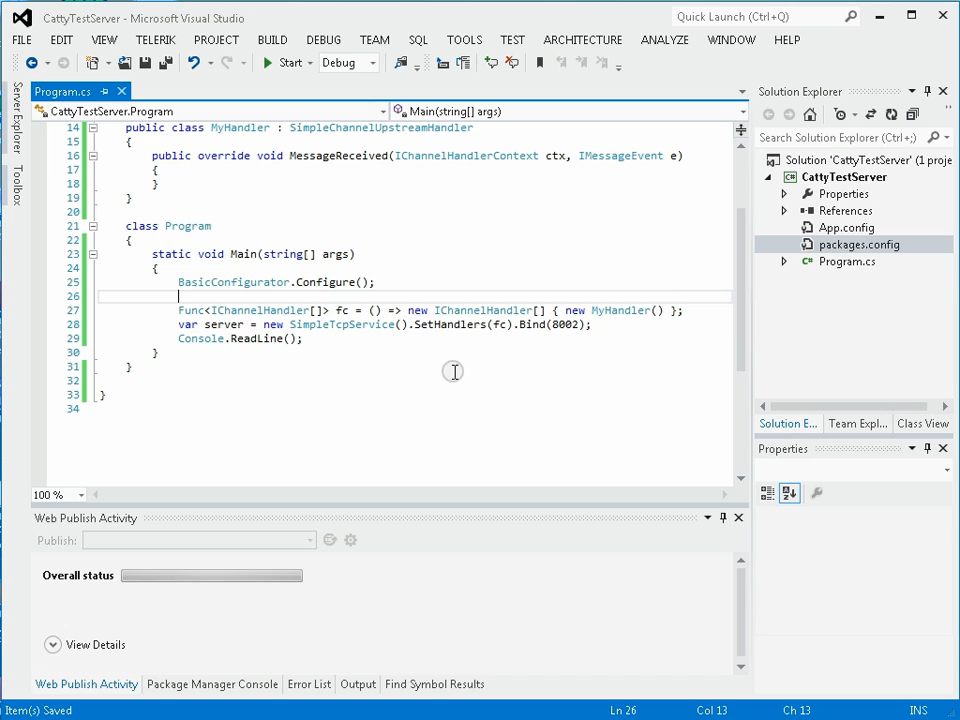 CattyTestServer - Microsoft Visual Studio
Quick Launch (Ctrl+Q)
FILE EDIT VIEW TELERIK PROJECT BUILD DEBUG TEAM SQL TOOLS TEST ARCHITECTURE ANALYZE WINDOW HELP
Start Debug
Server Explorer
Toolbox
Program.cs
CattyTestServer.Program
Main(string[] args)
14 public class MyHandler : SimpleChannelUpstreamHandler
15 {
16 public override void MessageReceived(IChannelHandlerContext ctx, IMessageEvent e)
17 {
18 }
19 }
20
21 class Program
22 {
23 static void Main(string[] args)
24 {
25 BasicConfigurator.Configure();
26
27 Func<IChannelHandler[]> fc = () => new IChannelHandler[] { new MyHandler() };
28 var server = new SimpleTcpService().SetHandlers(fc).Bind(8002);
29 Console.ReadLine();
30 }
31 }
32
33 }
34
100 %
Solution Explorer
Search Solution Explorer (Ctrl+;)
Solution 'CattyTestServer' (1 proje
CattyTestServer
Properties
References
App.config
packages.config
Program.cs
Solution E... Team Expl... Class View
Properties
Web Publish Activity
Publish:
Overall status
View Details
Web Publish Activity Package Manager Console Error List Output Find Symbol Results
Item(s) Saved Ln 26 Col 13 Ch 13 INS